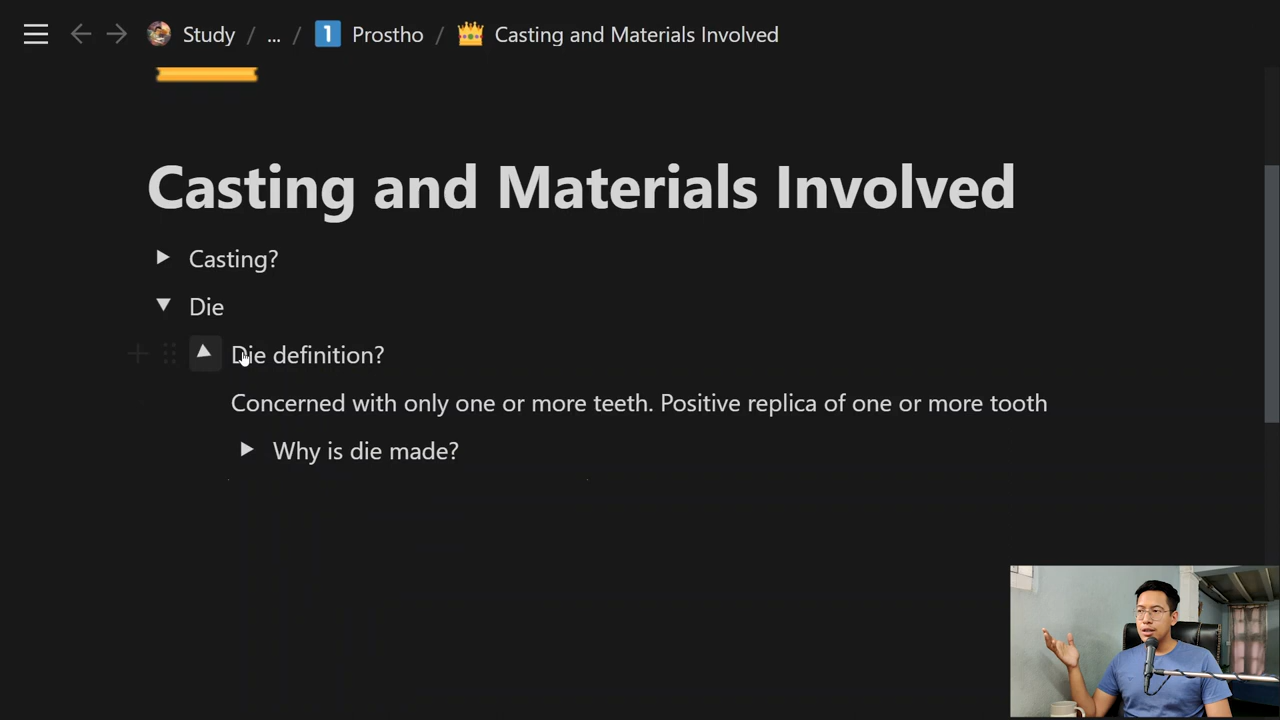 Study / ... / 1 Prostho / Casting and Materials Involved
Casting and Materials Involved
Casting?
Die
Die definition?
Concerned with only one or more teeth. Positive replica of one or more tooth
Why is die made?